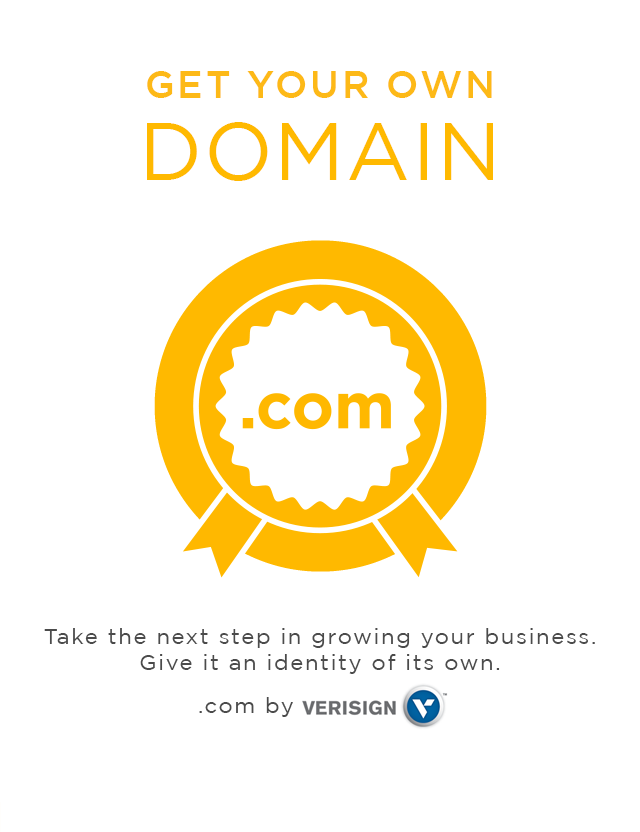 GET YOUR OWN
DOMAIN
.com
Take the next step in growing your business.
Give it an identity of its own.
.com by VERISIGN™